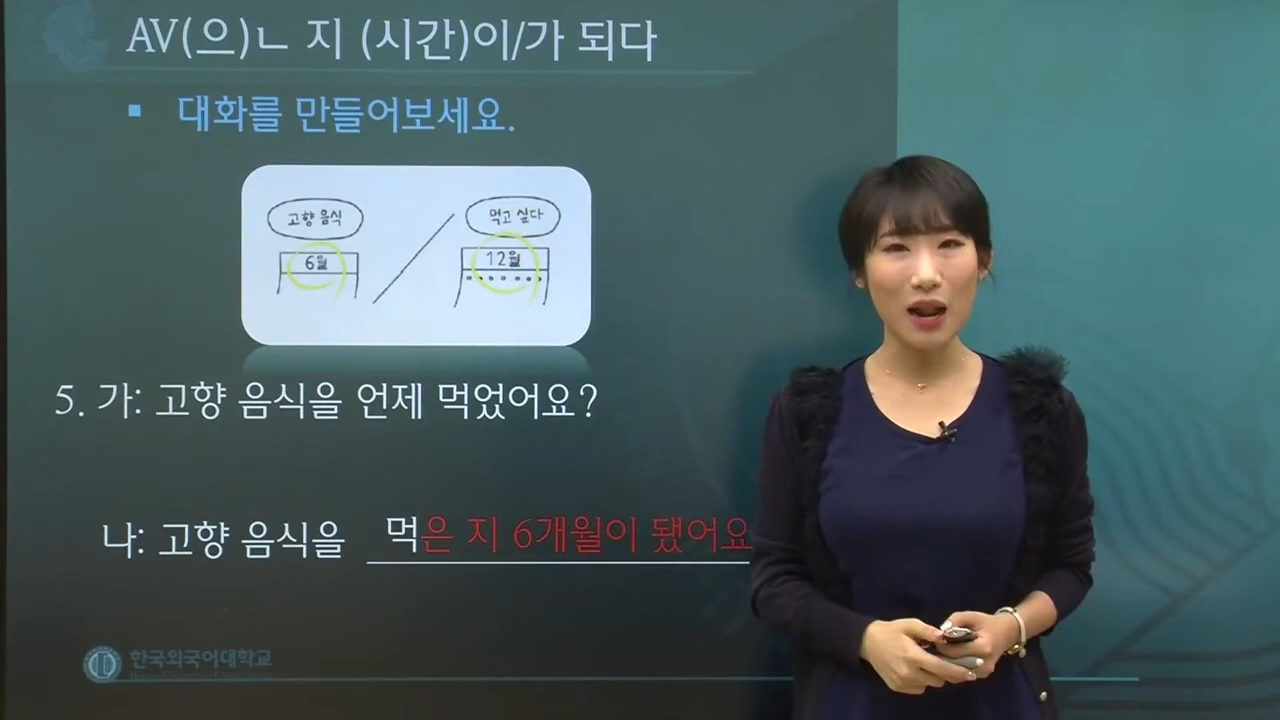 AV(으)ㄴ 지 (시간)이/가 되다
▪ 대화를 만들어보세요.
고향 음식
먹고 싶다
6월
12월
5. 가: 고향 음식을 언제 먹었어요?
나: 고향 음식을 먹은 지 6개월이 됐어요
한국외국어대학교